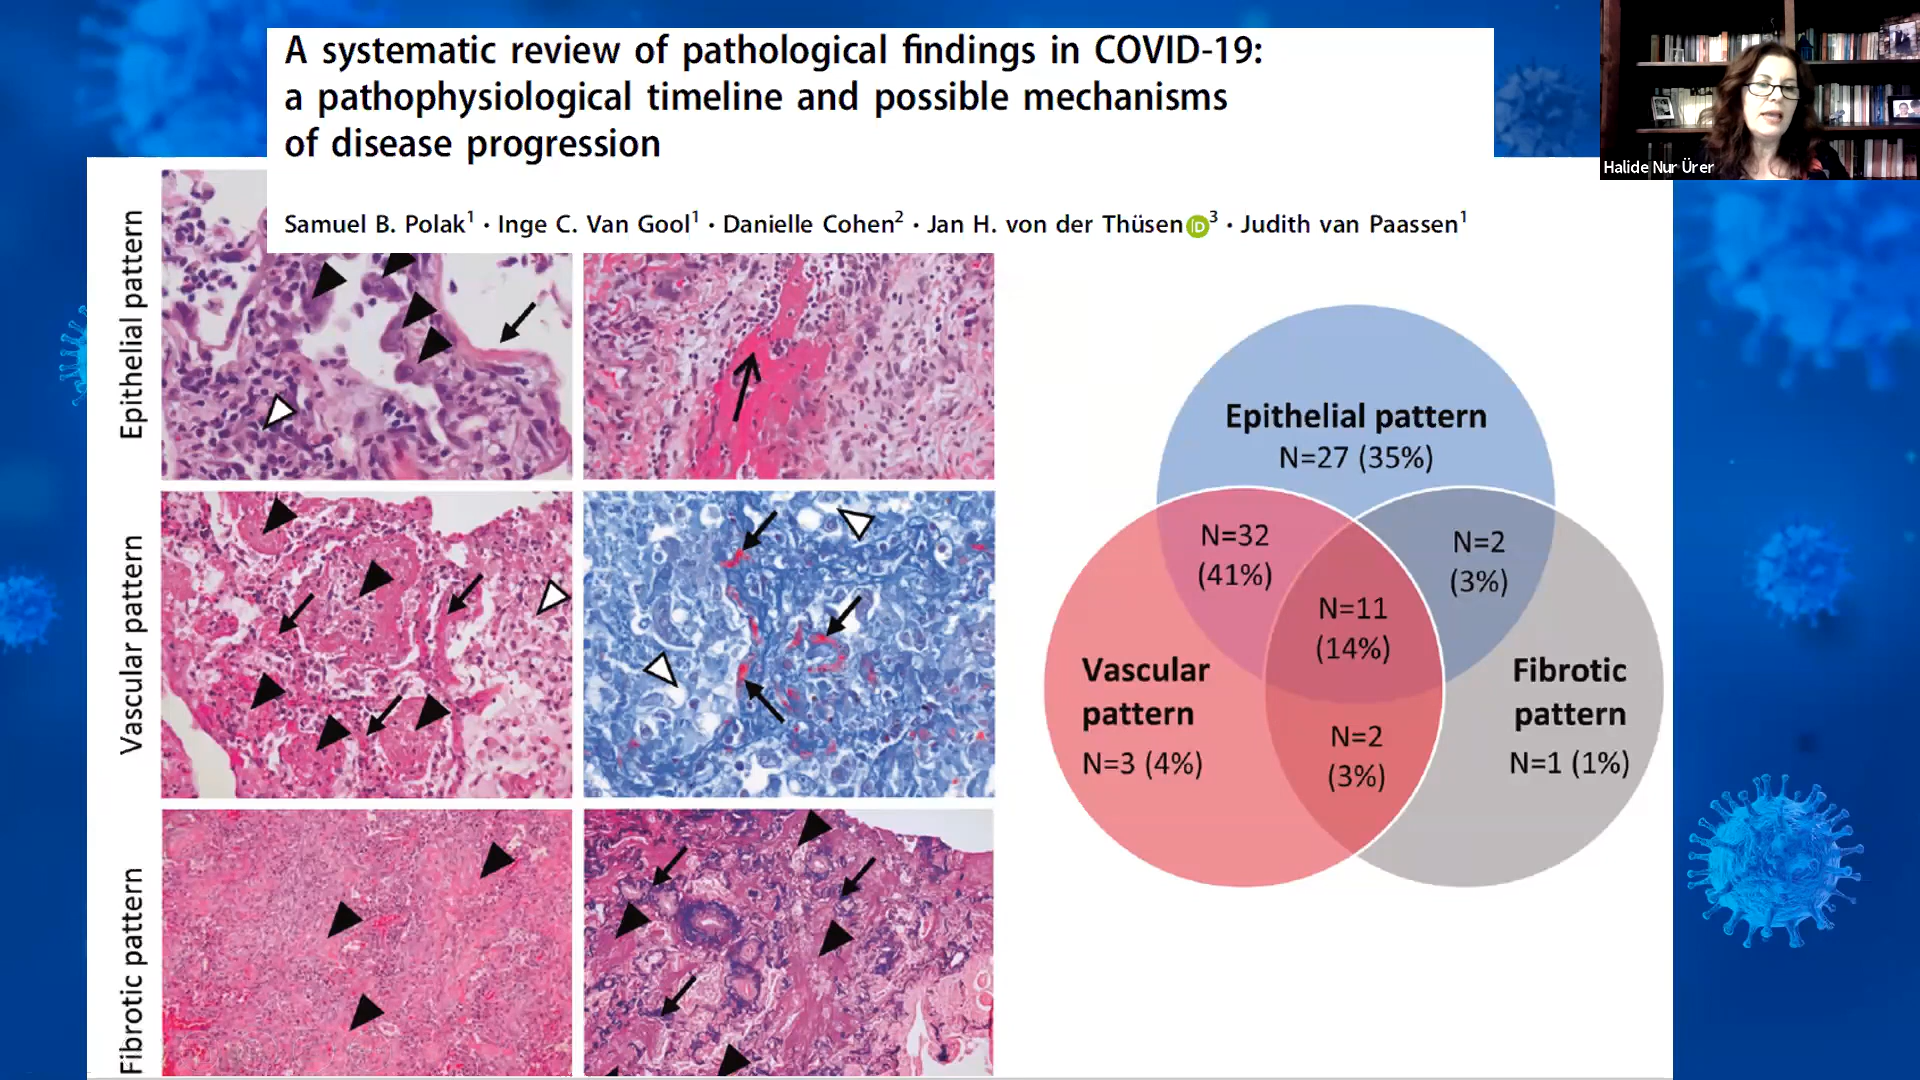 A systematic review of pathological findings in COVID-19:
a pathophysiological timeline and possible mechanisms
of disease progression
Samuel B. Polak1 · Inge C. Van Gool1 · Danielle Cohen2 · Jan H. von der Thüsen iD 3 · Judith van Paassen1
Halide Nur Ürer
Epithelial pattern
Vascular pattern
Fibrotic pattern
Epithelial pattern
N=27 (35%)
N=32
(41%)
N=2
(3%)
N=11
(14%)
Vascular
pattern
N=3 (4%)
Fibrotic
pattern
N=1 (1%)
N=2
(3%)